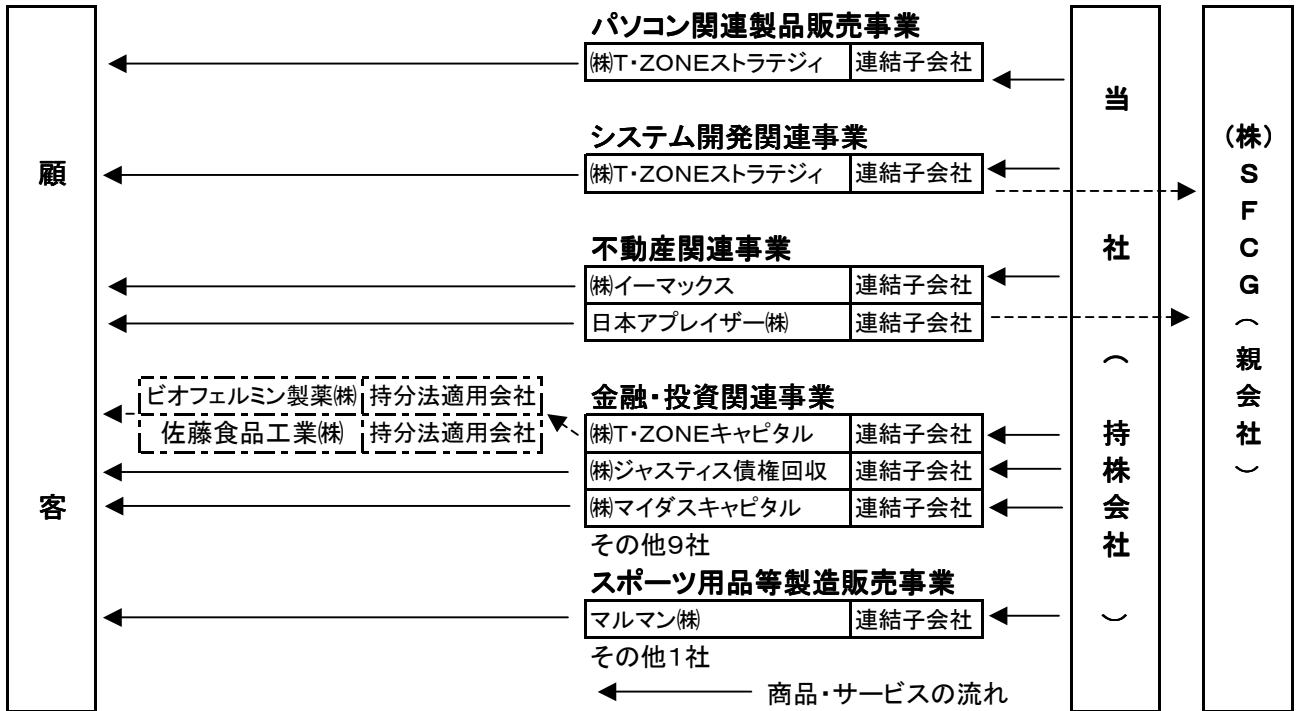 顧客
パソコン関連製品販売事業
㈱T・ZONEストラテジィ 連結子会社
システム開発関連事業
㈱T・ZONEストラテジィ 連結子会社
不動産関連事業
㈱イーマックス 連結子会社
日本アプレイザー㈱ 連結子会社
ビオフェルミン製薬㈱ 持分法適用会社
佐藤食品工業㈱ 持分法適用会社
金融・投資関連事業
㈱T・ZONEキャピタル 連結子会社
㈱ジャスティス債権回収 連結子会社
㈱マイダスキャピタル 連結子会社
その他9社
スポーツ用品等製造販売事業
マルマン㈱ 連結子会社
その他1社
商品・サービスの流れ
当社(持株会社)
(株)SFCG(親会社)